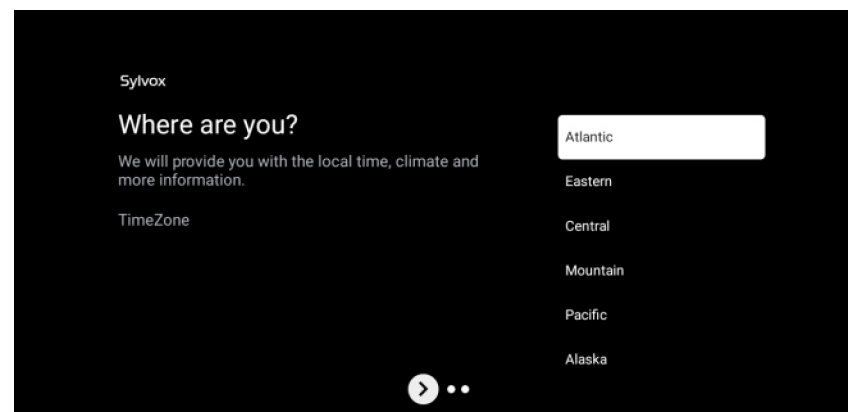 Sylvox
Where are you?
We will provide you with the local time, climate and
more information.
TimeZone
Atlantic
Eastern
Central
Mountain
Pacific
Alaska